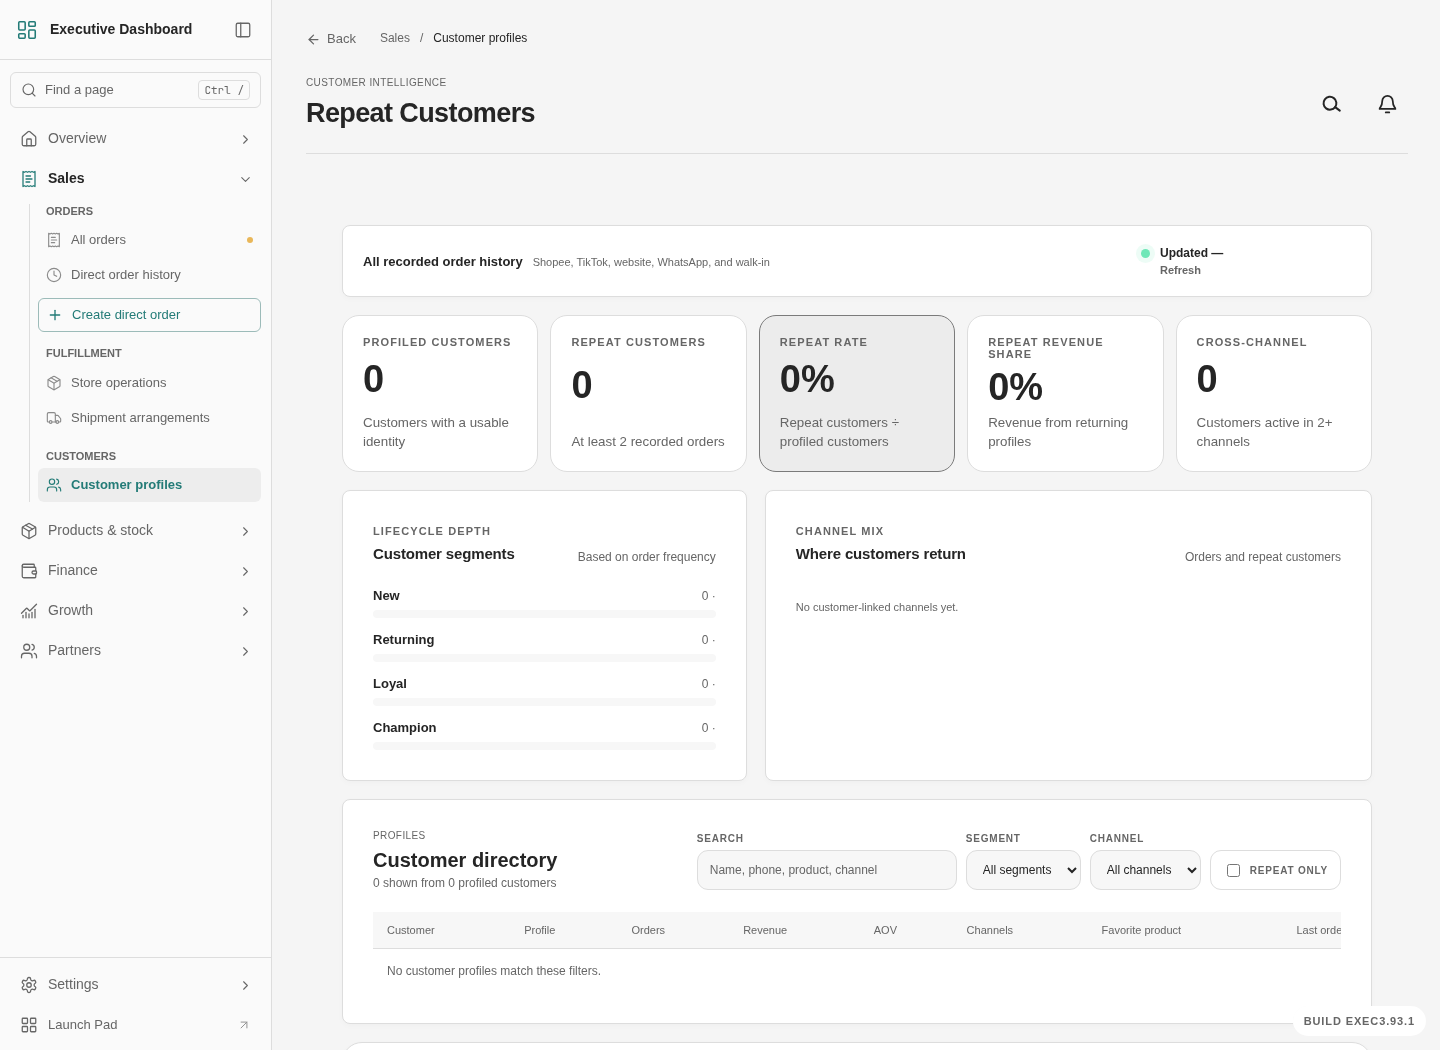 Executive Dashboard
Find a page
Ctrl /
Overview
Sales
ORDERS
All orders
Direct order history
Create direct order
FULFILLMENT
Store operations
Shipment arrangements
CUSTOMERS
Customer profiles
Products & stock
Finance
Growth
Partners
Settings
Launch Pad
Back
Sales / Customer profiles
CUSTOMER INTELLIGENCE
Repeat Customers
All recorded order history Shopee, TikTok, website, WhatsApp, and walk-in
Updated —
Refresh
PROFILED CUSTOMERS
0
Customers with a usable
identity
REPEAT CUSTOMERS
0
At least 2 recorded orders
REPEAT RATE
0%
Repeat customers ÷
profiled customers
REPEAT REVENUE
SHARE
0%
Revenue from returning
profiles
CROSS-CHANNEL
0
Customers active in 2+
channels
LIFECYCLE DEPTH
Customer segments
Based on order frequency
New 0 ·
Returning 0 ·
Loyal 0 ·
Champion 0 ·
CHANNEL MIX
Where customers return
Orders and repeat customers
No customer-linked channels yet.
PROFILES
Customer directory
0 shown from 0 profiled customers
SEARCH
Name, phone, product, channel
SEGMENT
All segments
CHANNEL
All channels
REPEAT ONLY
Customer Profile Orders Revenue AOV Channels Favorite product Last orde
No customer profiles match these filters.
BUILD EXEC3.93.1